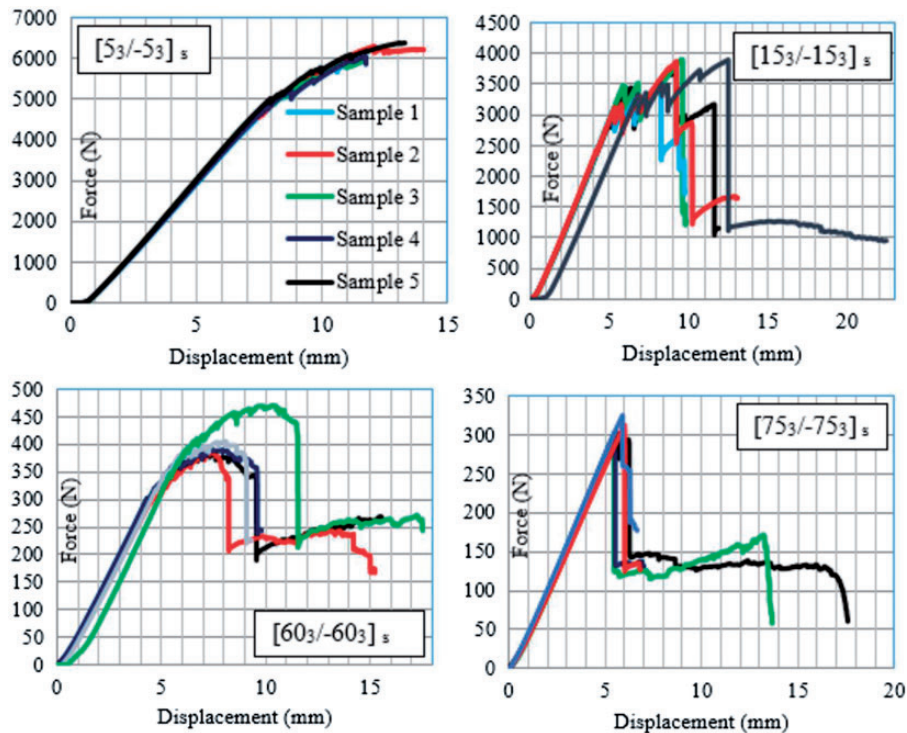 7000
6000
5000
4000
3000
2000
1000
0
Force (N)
[5₃/-5₃] s
Sample 1
Sample 2
Sample 3
Sample 4
Sample 5
0 5 10 15
Displacement (mm)
4500
4000
3500
3000
2500
2000
1500
1000
500
0
Force (N)
[15₃/-15₃] s
0 5 10 15 20
Displacement (mm)
500
450
400
350
300
250
200
150
100
50
0
Force (N)
[60₃/-60₃] s
0 5 10 15
Displacement (mm)
350
300
250
200
150
100
50
0
Force (N)
[75₃/-75₃] s
0 5 10 15 20
Displacement (mm)